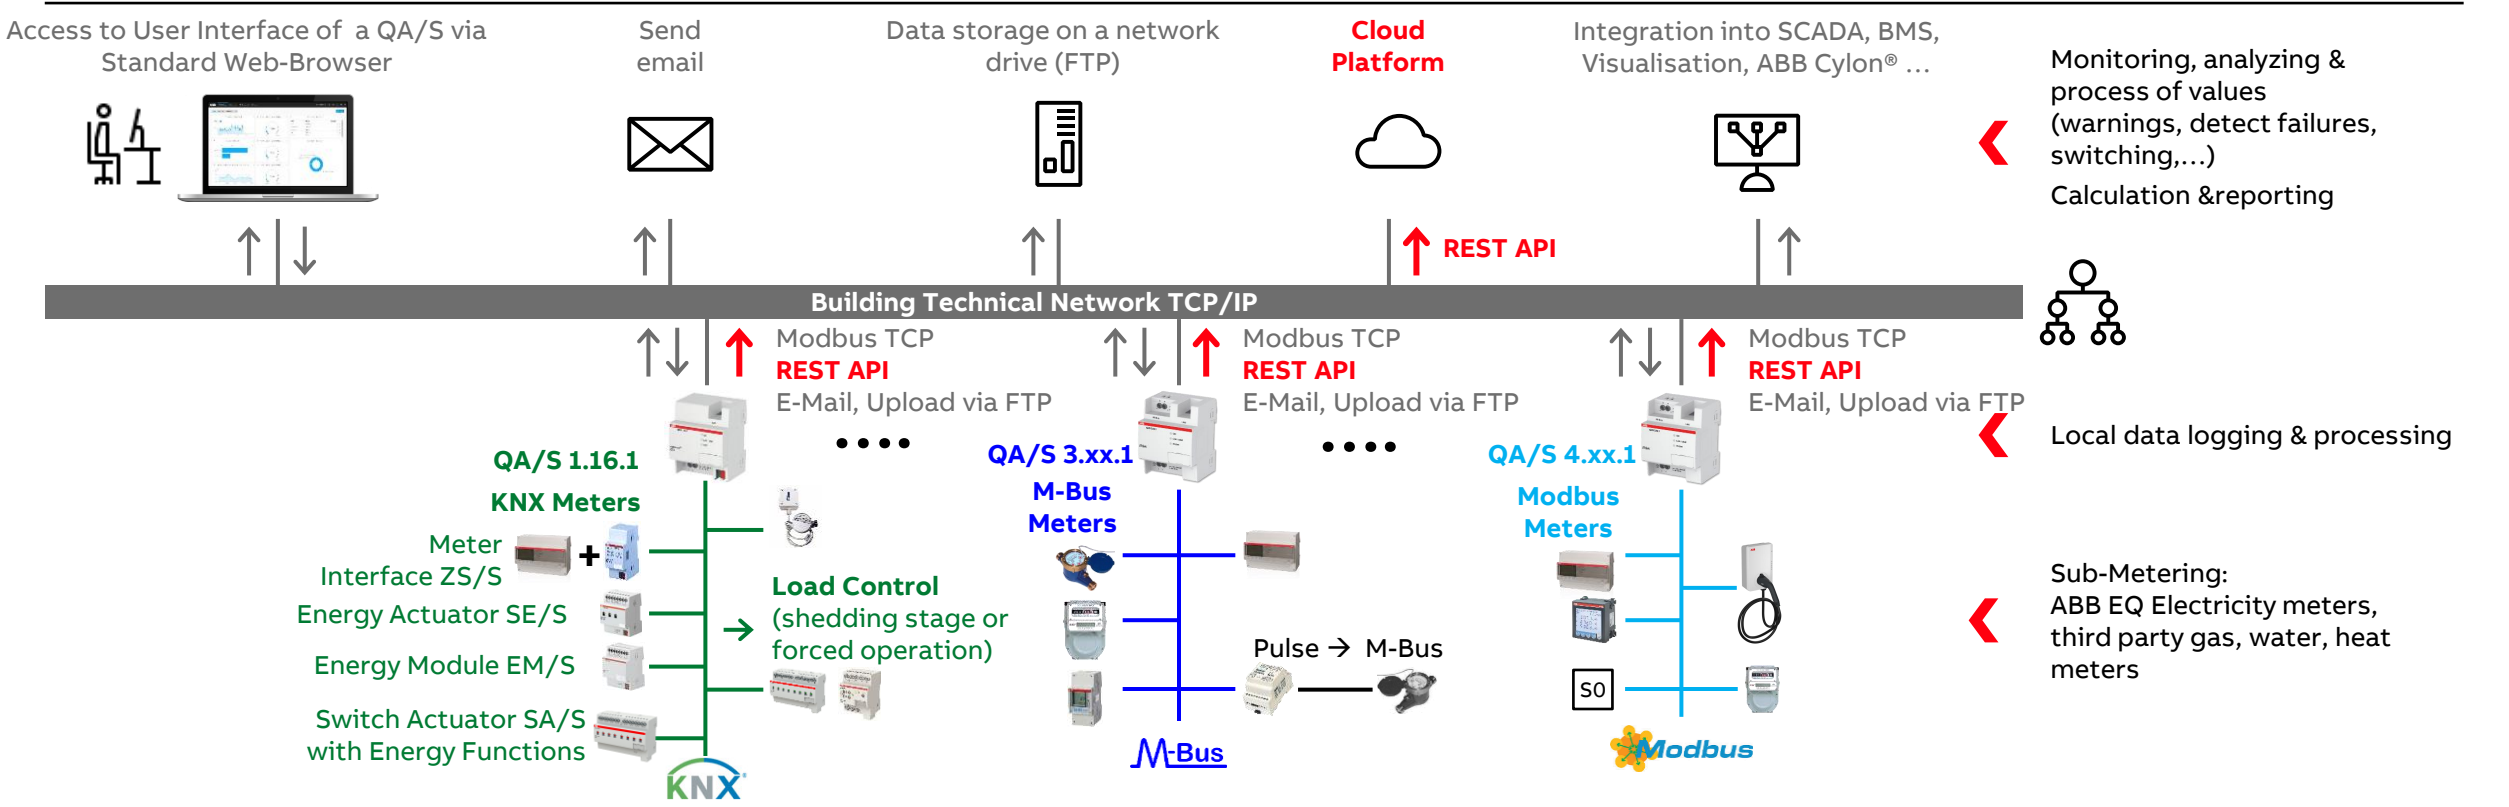 Access to User Interface of a QA/S via
Standard Web-Browser
Send
email
Data storage on a network
drive (FTP)
Cloud
Platform
Integration into SCADA, BMS,
Visualisation, ABB Cylon® ...
Monitoring, analyzing &
process of values
(warnings, detect failures,
switching,...)
Calculation &reporting
REST API
Building Technical Network TCP/IP
Modbus TCP
REST API
E-Mail, Upload via FTP
Modbus TCP
REST API
E-Mail, Upload via FTP
Modbus TCP
REST API
E-Mail, Upload via FTP
Local data logging & processing
QA/S 1.16.1
KNX Meters
Meter
Interface ZS/S
+
Energy Actuator SE/S
Energy Module EM/S
Switch Actuator SA/S
with Energy Functions
→ Load Control
(shedding stage or
forced operation)
KNX
QA/S 3.xx.1
M-Bus
Meters
Pulse → M-Bus
M-Bus
QA/S 4.xx.1
Modbus
Meters
S0
Modbus
Sub-Metering:
ABB EQ Electricity meters,
third party gas, water, heat
meters